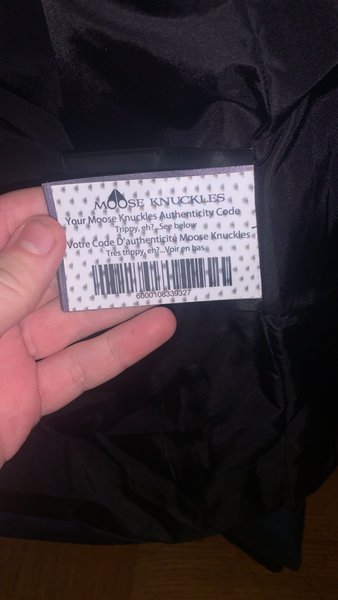 MOOSE KNUCKLES
Your Moose Knuckles Authenticity Code
Trippy, eh?...See below
Votre Code D'authenticité Moose Knuckles
Très trippy, eh?...Voir en bas
6000108339327